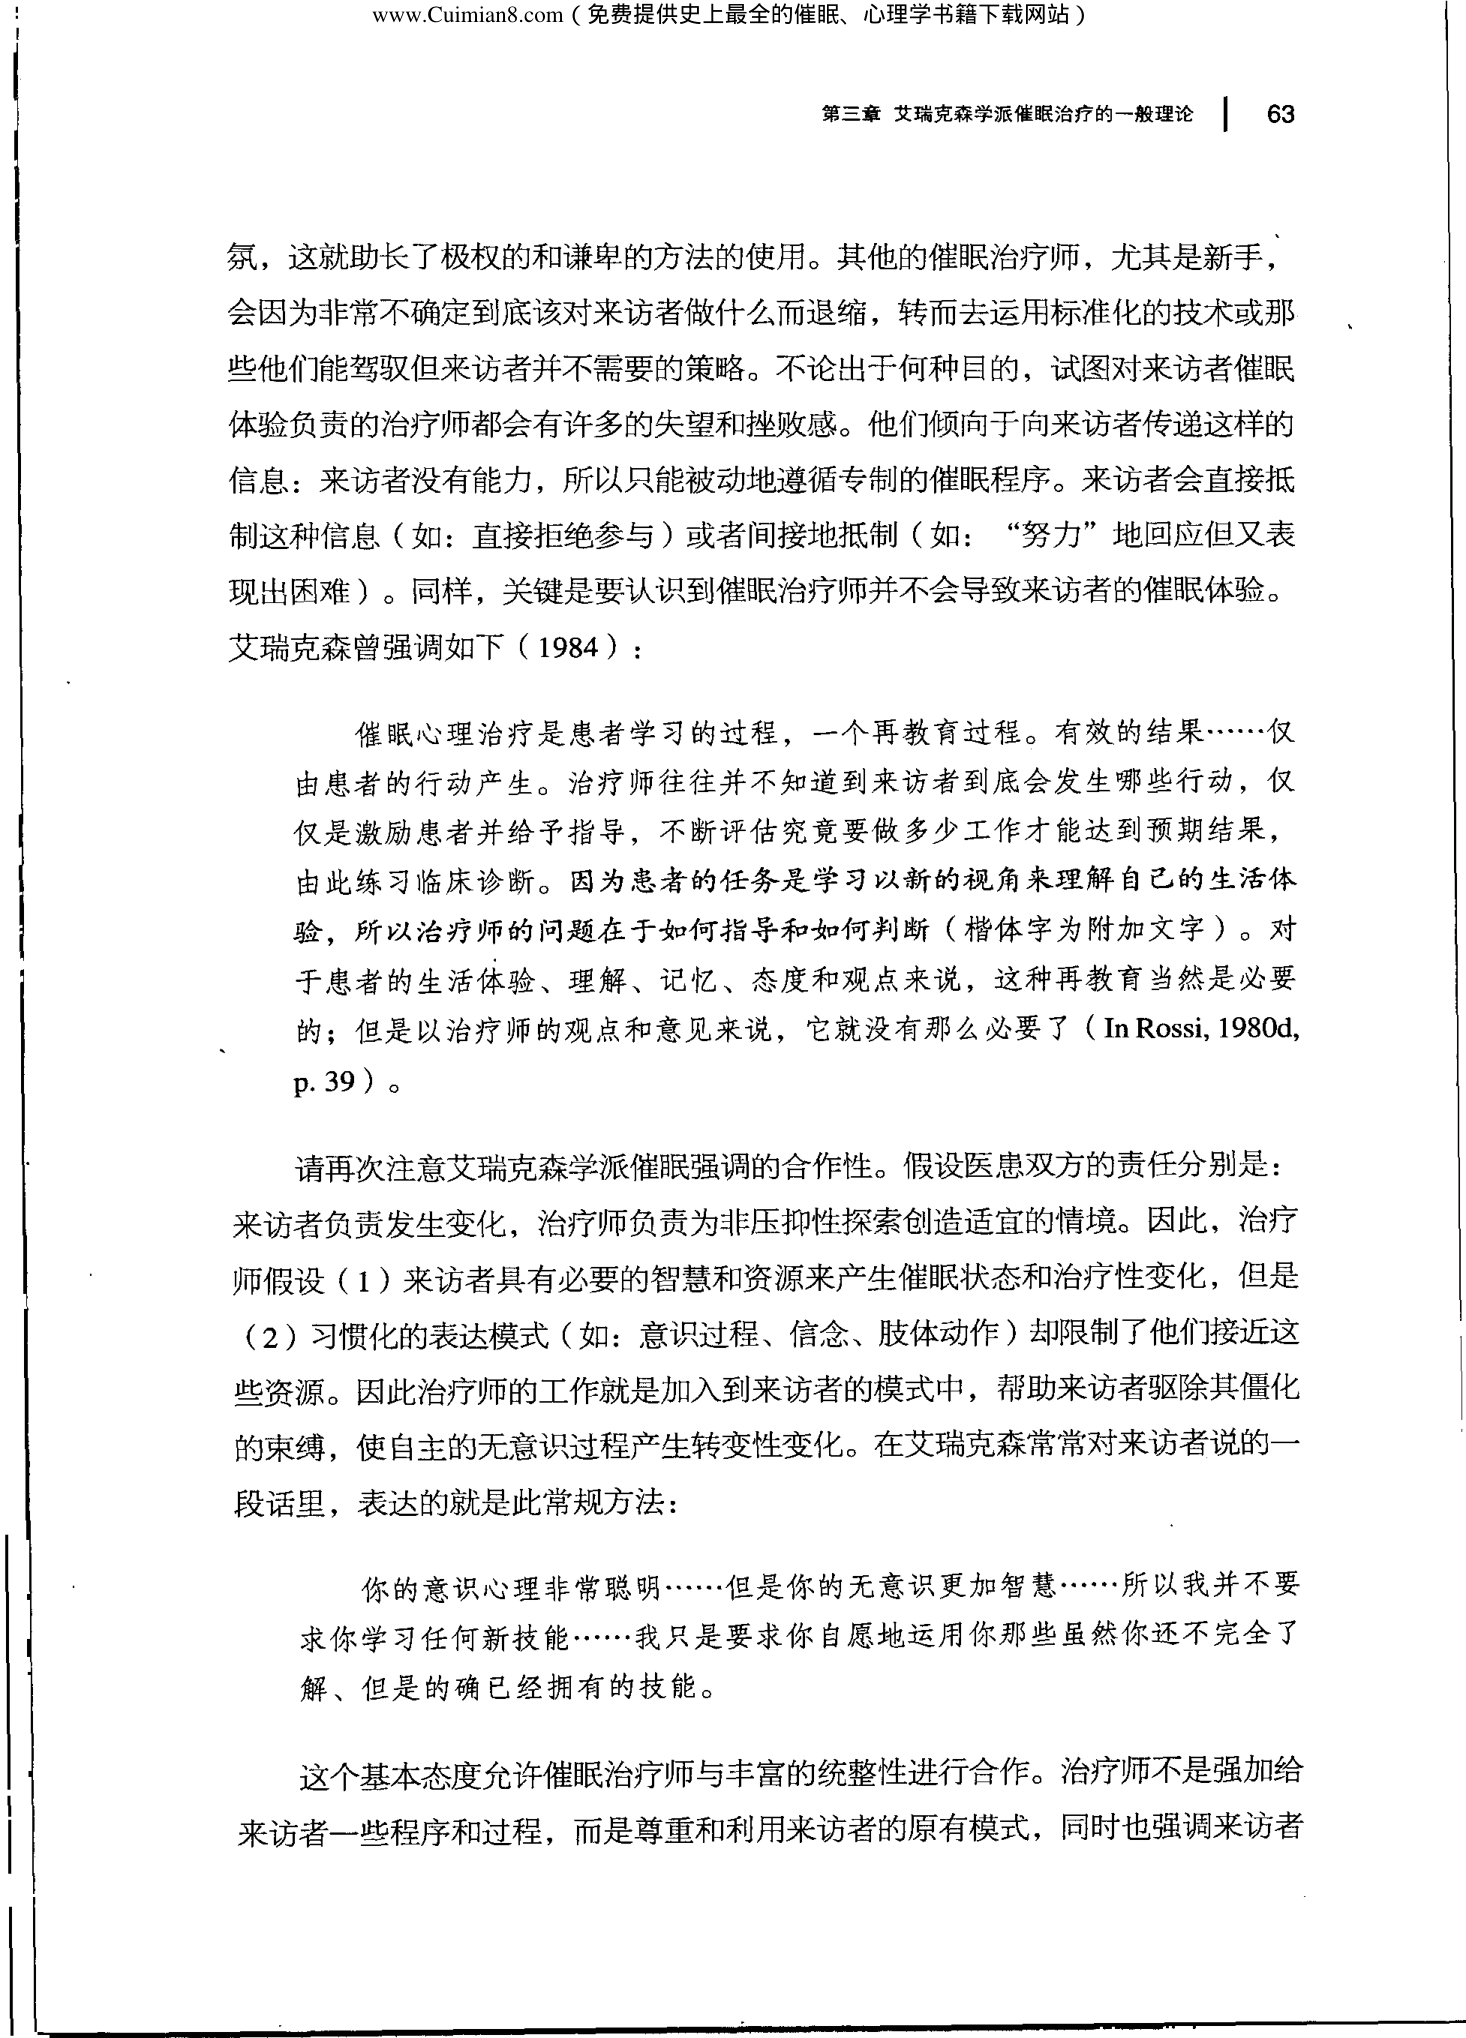 www.Cuimian8.com（免费提供史上最全的催眠、心理学书籍下载网站）
第三章 艾瑞克森学派催眠治疗的一般理论 | 63
氛，这就助长了极权的和谦卑的方法的使用。其他的催眠治疗师，尤其是新手，
会因为非常不确定到底该对来访者做什么而退缩，转而去运用标准化的技术或那
些他们能驾驭但来访者并不需要的策略。不论出于何种目的，试图对来访者催眠
体验负责的治疗师都会有许多的失望和挫败感。他们倾向于向来访者传递这样的
信息：来访者没有能力，所以只能被动地遵循专制的催眠程序。来访者会直接抵
制这种信息（如：直接拒绝参与）或者间接地抵制（如：“努力”地回应但又表
现出困难）。同样，关键是要认识到催眠治疗师并不会导致来访者的催眠体验。
艾瑞克森曾强调如下（1984）：
催眠心理治疗是患者学习的过程，一个再教育过程。有效的结果……仅
由患者的行动产生。治疗师往往并不知道到来访者到底会发生哪些行动，仅
仅是激励患者并给予指导，不断评估究竟要做多少工作才能达到预期结果，
由此练习临床诊断。因为患者的任务是学习以新的视角来理解自己的生活体
验，所以治疗师的问题在于如何指导和如何判断（楷体字为附加文字）。对
于患者的生活体验、理解、记忆、态度和观点来说，这种再教育当然是必要
的；但是以治疗师的观点和意见来说，它就没有那么必要了（In Rossi, 1980d,
p. 39）。
请再次注意艾瑞克森学派催眠强调的合作性。假设医患双方的责任分别是：
来访者负责发生变化，治疗师负责为非压抑性探索创造适宜的情境。因此，治疗
师假设（1）来访者具有必要的智慧和资源来产生催眠状态和治疗性变化，但是
（2）习惯化的表达模式（如：意识过程、信念、肢体动作）却限制了他们接近这
些资源。因此治疗师的工作就是加入到来访者的模式中，帮助来访者驱除其僵化
的束缚，使自主的无意识过程产生转变性变化。在艾瑞克森常常对来访者说的一
段话里，表达的就是此常规方法：
你的意识心理非常聪明……但是你的无意识更加智慧……所以我并不要
求你学习任何新技能……我只是要求你自愿地运用你那些虽然你还不完全了
解、但是的确已经拥有的技能。
这个基本态度允许催眠治疗师与丰富的统整性进行合作。治疗师不是强加给
来访者一些程序和过程，而是尊重和利用来访者的原有模式，同时也强调来访者